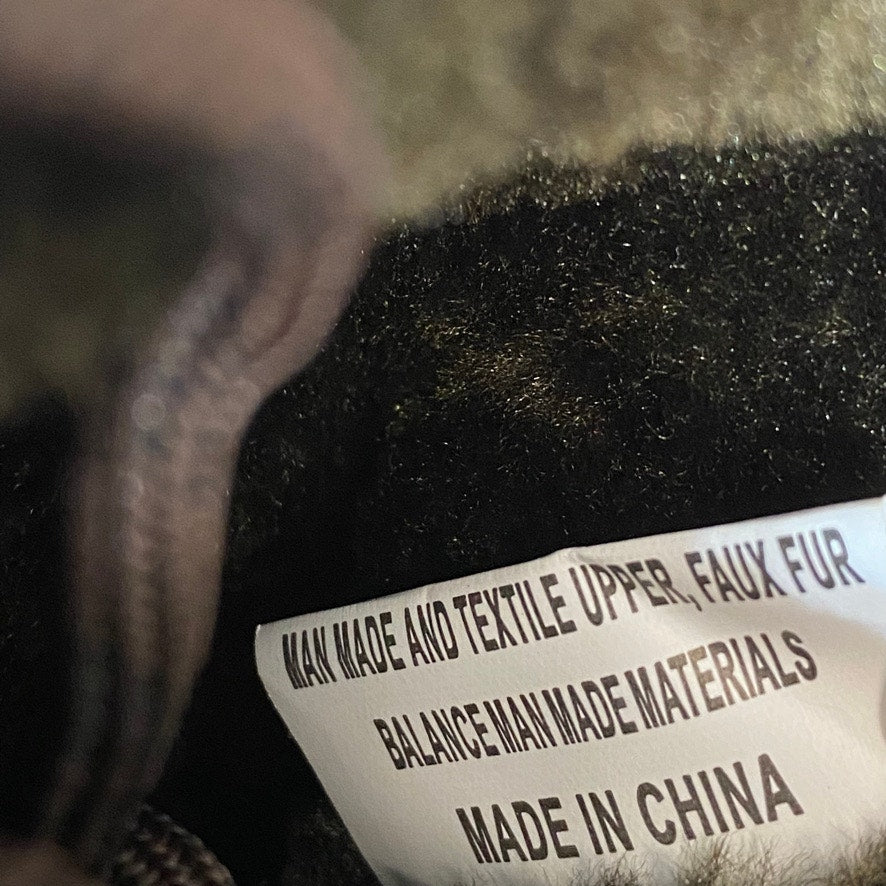 MAN MADE AND TEXTILE UPPER, FAUX FUR
BALANCE MAN MADE MATERIALS
MADE IN CHINA